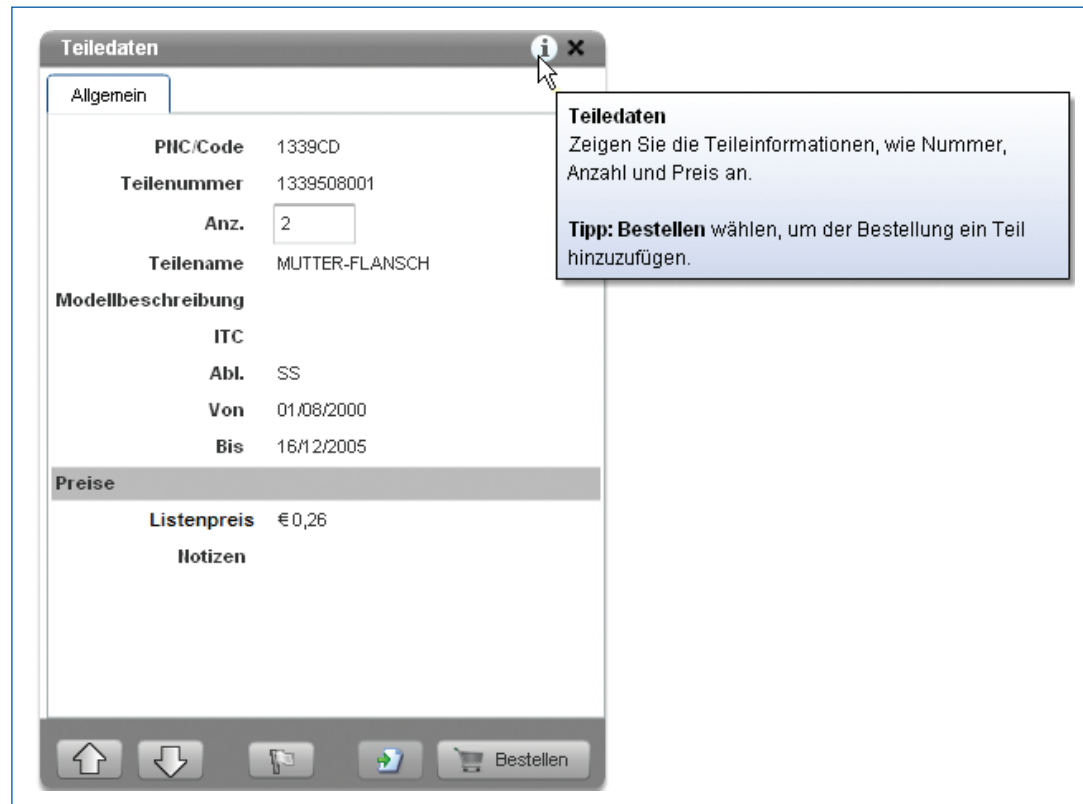 Teiledaten
Allgemein
PNC/Code 1339CD
Teilenummer 1339508001
Anz. 2
Teilename MUTTER-FLANSCH
Modellbeschreibung
ITC
Abl. SS
Von 01/08/2000
Bis 16/12/2005
Preise
Listenpreis € 0,26
Notizen
Bestellen
Teiledaten
Zeigen Sie die Teileinformationen, wie Nummer,
Anzahl und Preis an.
Tipp: Bestellen wählen, um der Bestellung ein Teil
hinzuzufügen.